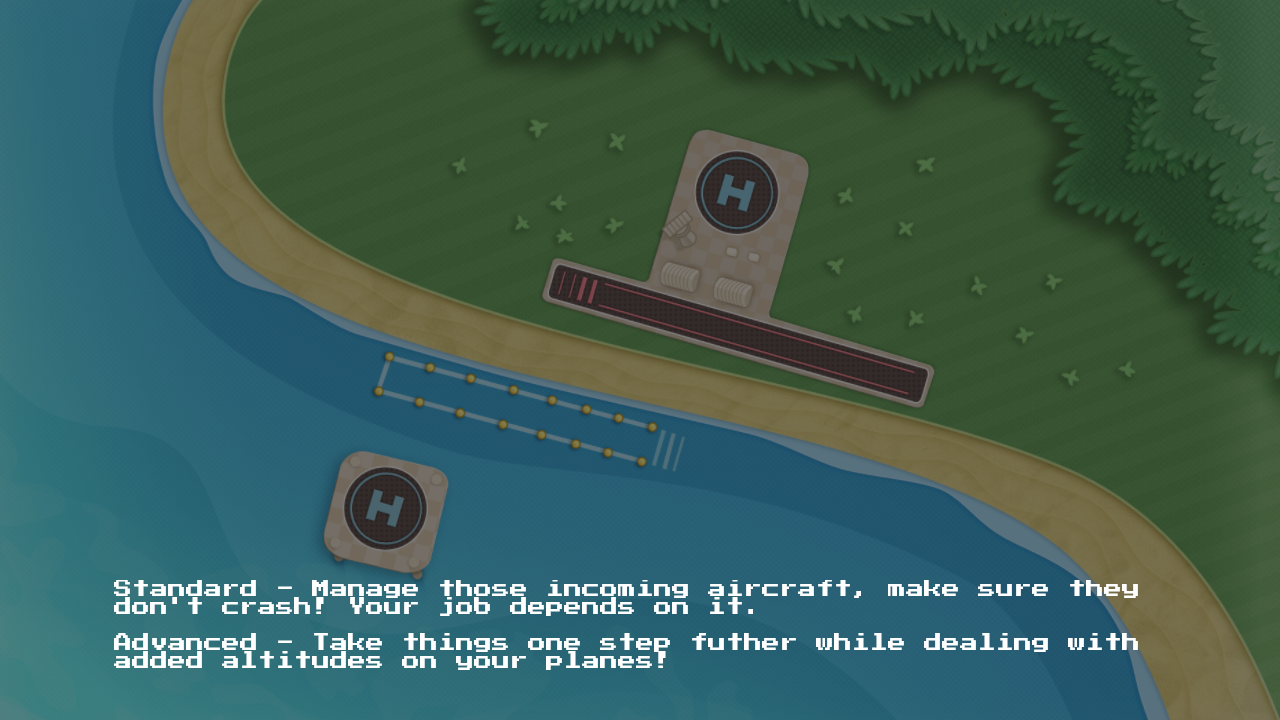 H
H
Standard - Manage those incoming aircraft, make sure they
don't crash! Your job depends on it.
Advanced - Take things one step futher while dealing with
added altitudes on your planes!